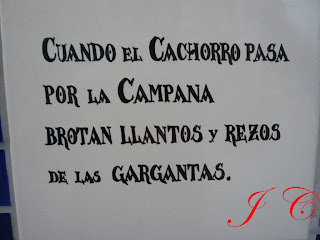 Cuando el Cachorro pasa
por la Campana
brotan llantos y rezos
de las gargantas.
J C